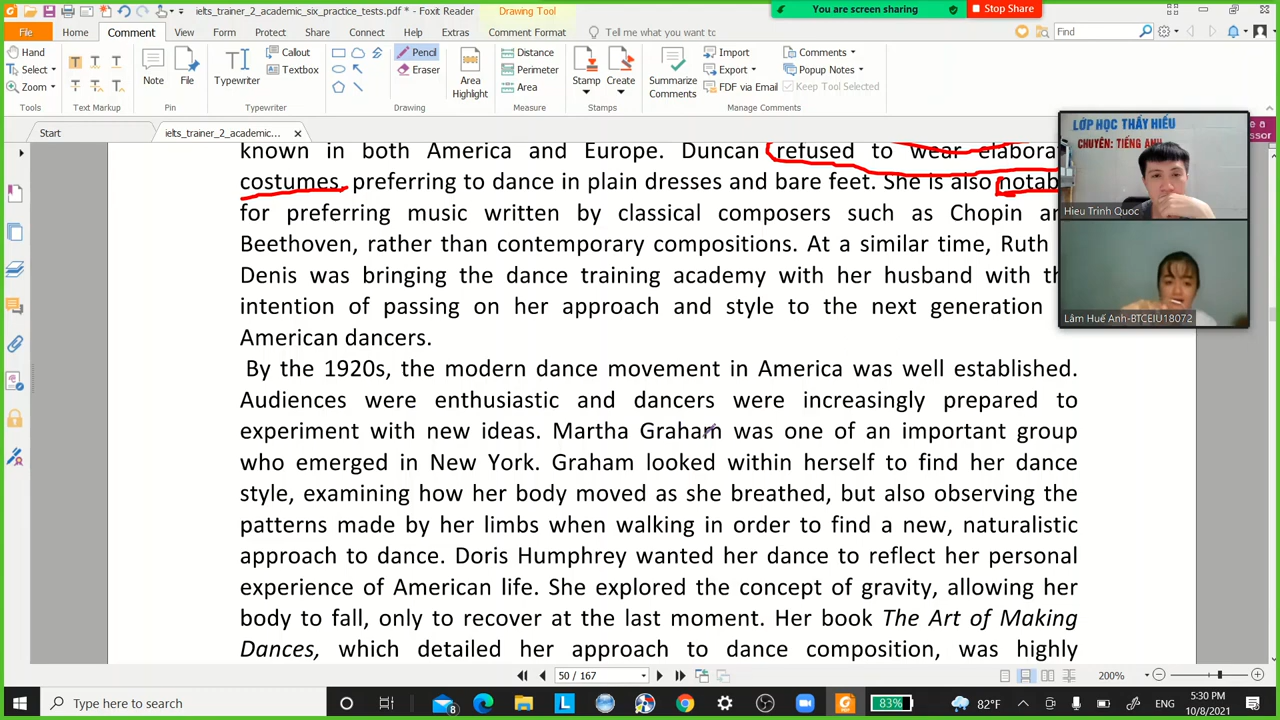 ielts_trainer_2_academic_six_practice_tests.pdf * - Foxit Reader
Drawing Tool
You are screen sharing
Stop Share
File Home Comment View Form Protect Share Connect Help Extras Comment Format
Tell me what you want to
Find
Hand
Select
Zoom
Tools
Text Markup
Note
File
Pin
Typewriter
Callout
Textbox
Typewriter
Pencil
Eraser
Drawing
Area Highlight
Distance
Perimeter
Area
Measure
Stamp
Create
Stamps
Summarize Comments
Import
Export
FDF via Email
Comments
Popup Notes
Keep Tool Selected
Manage Comments
Start
ielts_trainer_2_academic...
LỚP HỌC THẦY HIẾU
CHUYÊN: TIẾNG ANH
Hieu Trinh Quoc
Lâm Huế Anh-BTCEIU18072
known in both America and Europe. Duncan refused to wear elabora
costumes, preferring to dance in plain dresses and bare feet. She is also notab
for preferring music written by classical composers such as Chopin an
Beethoven, rather than contemporary compositions. At a similar time, Ruth
Denis was bringing the dance training academy with her husband with th
intention of passing on her approach and style to the next generation
American dancers.
By the 1920s, the modern dance movement in America was well established.
Audiences were enthusiastic and dancers were increasingly prepared to
experiment with new ideas. Martha Graham was one of an important group
who emerged in New York. Graham looked within herself to find her dance
style, examining how her body moved as she breathed, but also observing the
patterns made by her limbs when walking in order to find a new, naturalistic
approach to dance. Doris Humphrey wanted her dance to reflect her personal
experience of American life. She explored the concept of gravity, allowing her
body to fall, only to recover at the last moment. Her book The Art of Making
Dances, which detailed her approach to dance composition, was highly
50 / 167
200%
Type here to search
8
83%
82°F
ENG
5:30 PM
10/8/2021